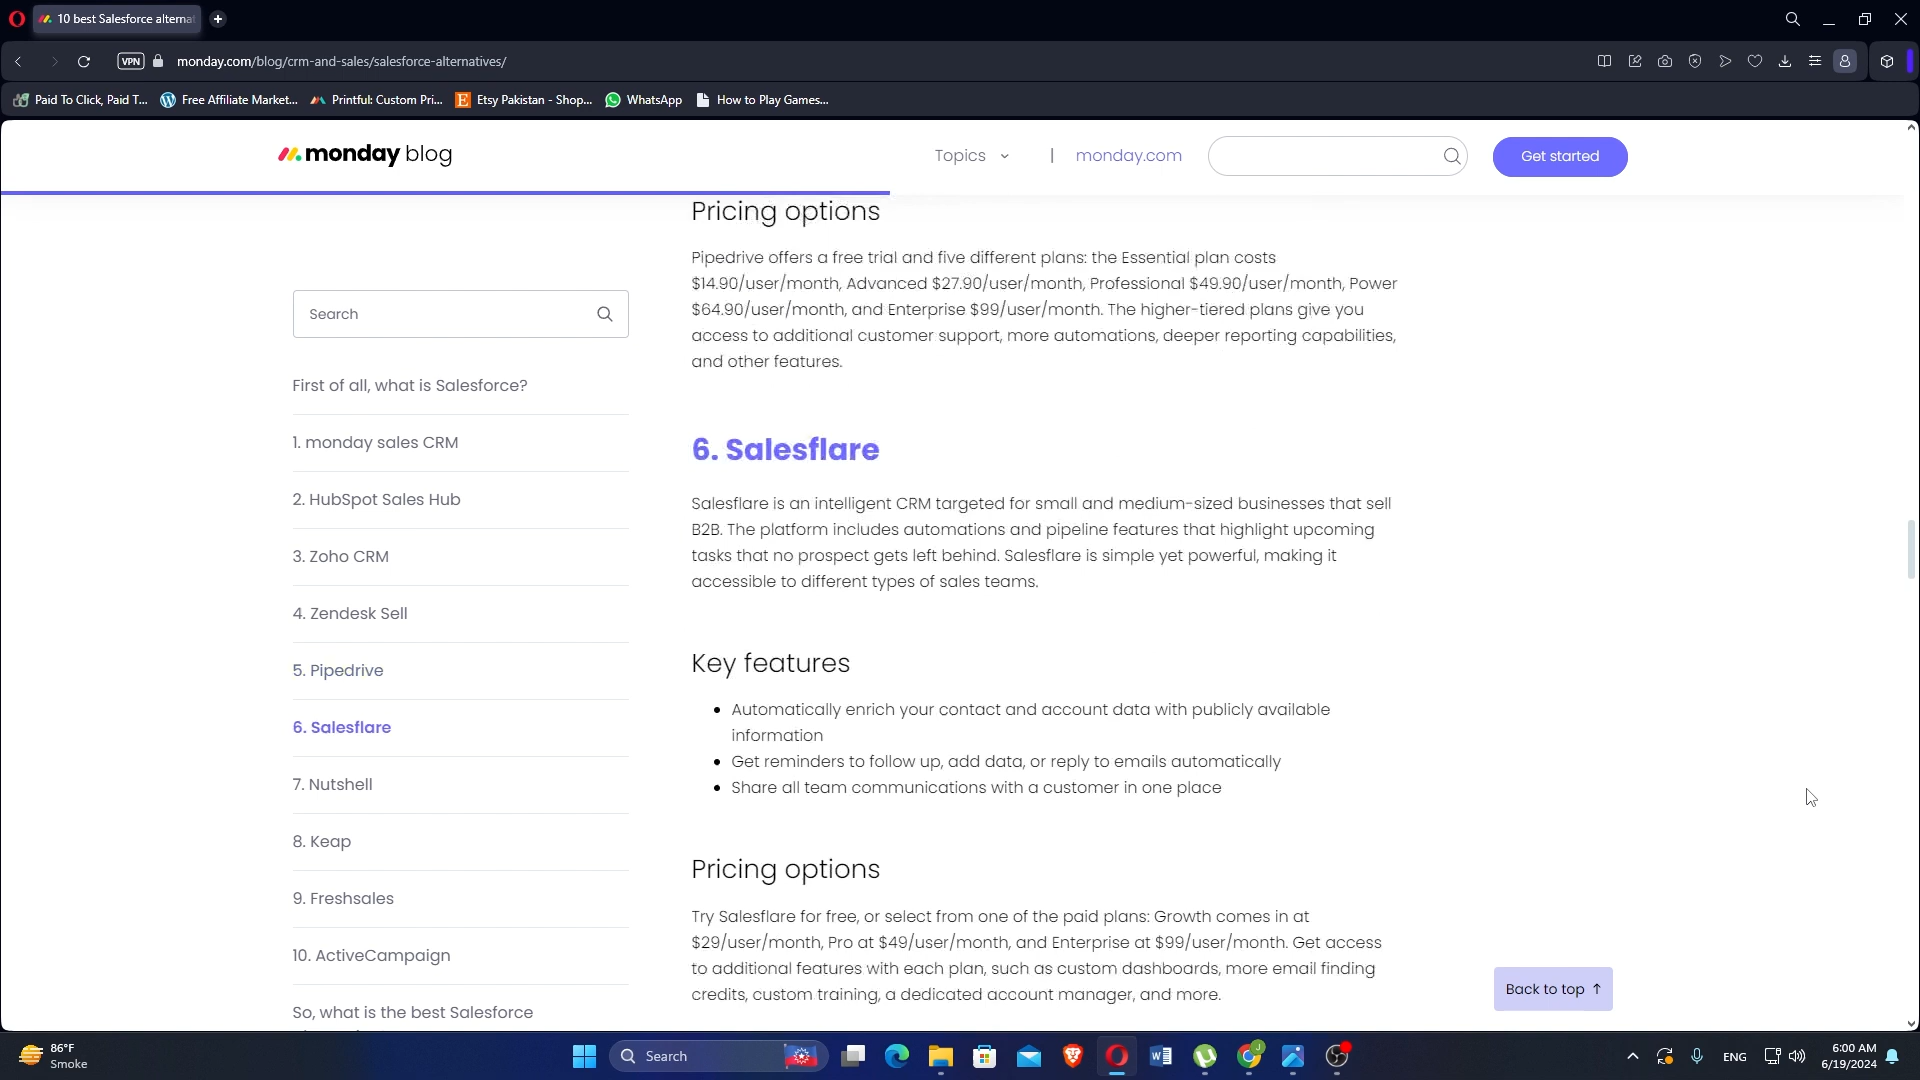 10 best Salesforce alterna
VPN
monday.com/blog/crm-and-sales/salesforce-alternatives/
Paid To Click, Paid T...
Free Affiliate Market...
Printful: Custom Pri...
Etsy Pakistan - Shop...
WhatsApp
How to Play Games...
monday blog
Topics
|
monday.com
Get started
Search
First of all, what is Salesforce?
1. monday sales CRM
2. HubSpot Sales Hub
3. Zoho CRM
4. Zendesk Sell
5. Pipedrive
6. Salesflare
7. Nutshell
8. Keap
9. Freshsales
10. ActiveCampaign
So, what is the best Salesforce
Pricing options
Pipedrive offers a free trial and five different plans: the Essential plan costs
$14.90/user/month, Advanced $27.90/user/month, Professional $49.90/user/month, Power
$64.90/user/month, and Enterprise $99/user/month. The higher-tiered plans give you
access to additional customer support, more automations, deeper reporting capabilities,
and other features.
6. Salesflare
Salesflare is an intelligent CRM targeted for small and medium-sized businesses that sell
B2B. The platform includes automations and pipeline features that highlight upcoming
tasks that no prospect gets left behind. Salesflare is simple yet powerful, making it
accessible to different types of sales teams.
Key features
• Automatically enrich your contact and account data with publicly available
information
• Get reminders to follow up, add data, or reply to emails automatically
• Share all team communications with a customer in one place
Pricing options
Try Salesflare for free, or select from one of the paid plans: Growth comes in at
$29/user/month, Pro at $49/user/month, and Enterprise at $99/user/month. Get access
to additional features with each plan, such as custom dashboards, more email finding
credits, custom training, a dedicated account manager, and more.
Back to top ↑
86°F
Smoke
Search
ENG
6:00 AM
6/19/2024